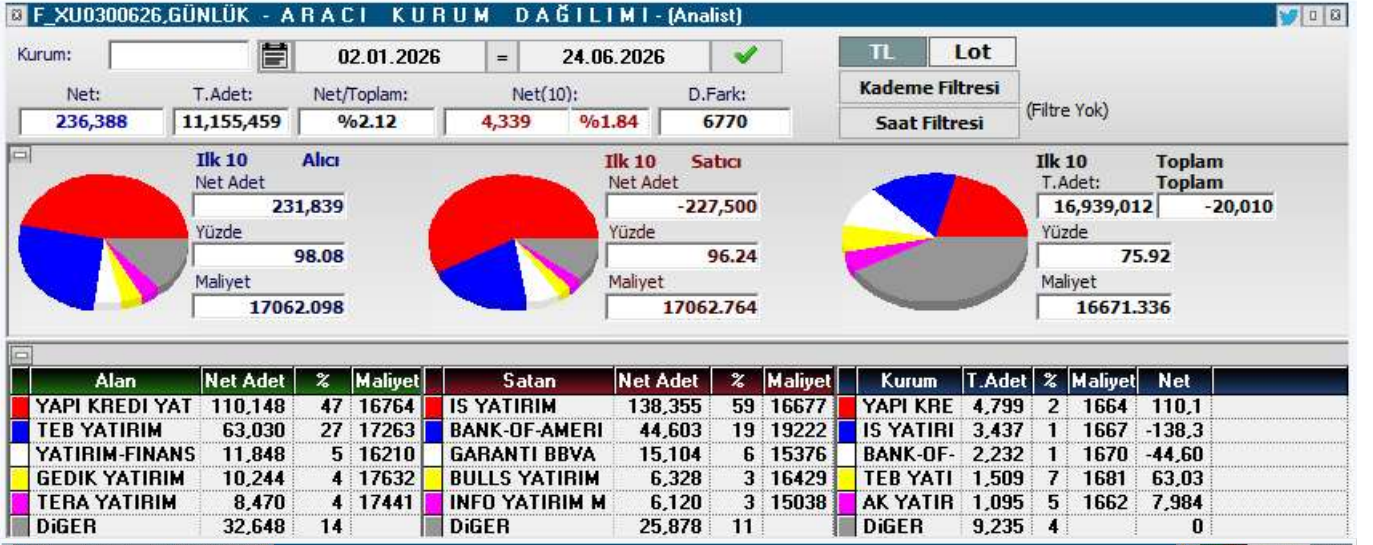 F_XU0300626,GÜNLÜK - A R A C I   K U R U M   D A Ğ I L I M I - (Analist)
Kurum: 02.01.2026 = 24.06.2026 TL Lot
Kademe Filtresi
Net: T.Adet: Net/Toplam: Net(10): D.Fark:
236,388 11,155,459 %2.12 4,339 %1.84 6770 Saat Filtresi (Filtre Yok)
Ilk 10 Alıcı Ilk 10 Satıcı Ilk 10 Toplam
Net Adet Net Adet T.Adet: Toplam
231,839 -227,500 16,939,012 -20,010
Yüzde Yüzde Yüzde
98.08 96.24 75.92
Maliyet Maliyet Maliyet
17062.098 17062.764 16671.336
Alan Net Adet % Maliyet Satan Net Adet % Maliyet Kurum T.Adet % Maliyet Net
YAPI KREDI YAT 110,148 47 16764 IS YATIRIM 138,355 59 16677 YAPI KRE 4,799 2 1664 110,1
TEB YATIRIM 63,030 27 17263 BANK-OF-AMERI 44,603 19 19222 IS YATIRI 3,437 1 1667 -138,3
YATIRIM-FINANS 11,848 5 16210 GARANTI BBVA 15,104 6 15376 BANK-OF- 2,232 1 1670 -44,60
GEDIK YATIRIM 10,244 4 17632 BULLS YATIRIM 6,328 3 16429 TEB YATI 1,509 7 1681 63,03
TERA YATIRIM 8,470 4 17441 INFO YATIRIM M 6,120 3 15038 AK YATIR 1,095 5 1662 7,984
DiGER 32,648 14 DiGER 25,878 11 DiGER 9,235 4 0